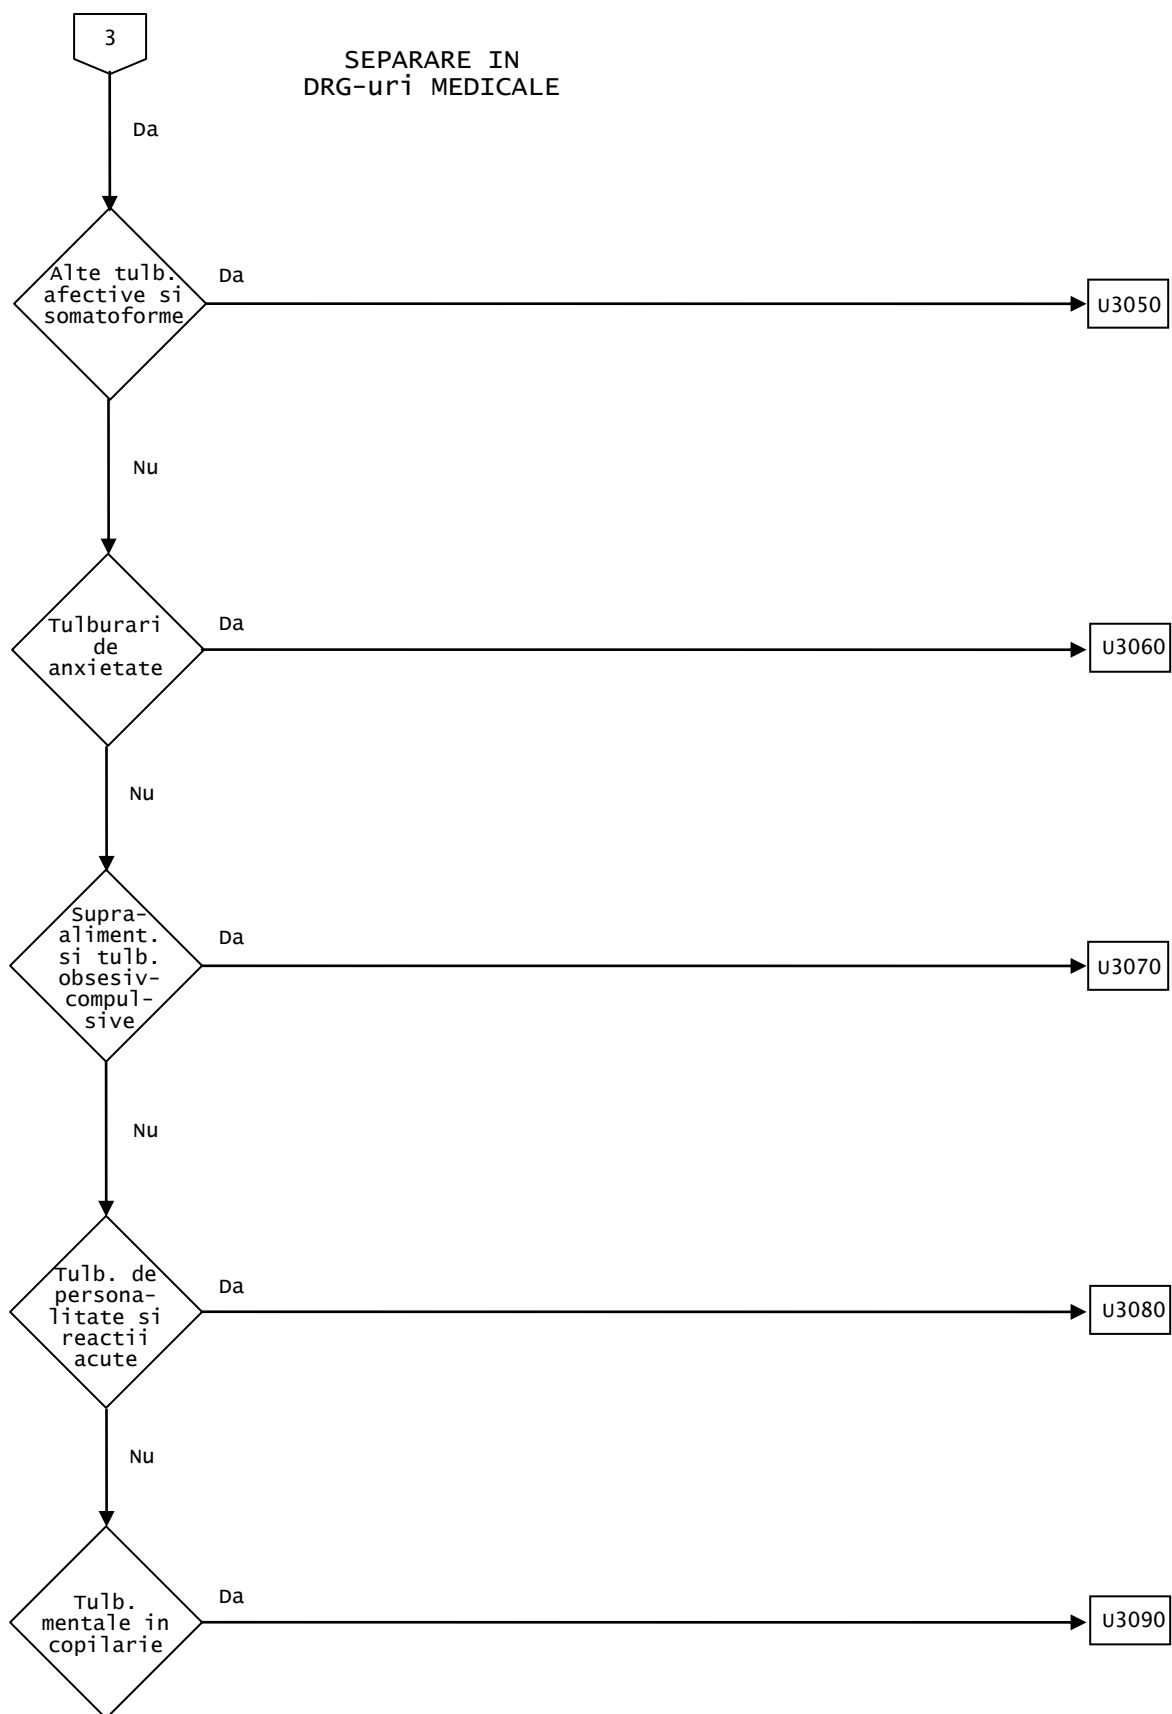 3
SEPARARE IN
DRG-uri MEDICALE
Da
Alte tulb.
afective si
somatoforme
Da
U3050
Nu
Tulburari
de
anxietate
Da
U3060
Nu
Supra-
aliment.
si tulb.
obsesiv-
compul-
sive
Da
U3070
Nu
Tulb. de
persona-
litate si
reactii
acute
Da
U3080
Nu
Tulb.
mentale in
copilarie
Da
U3090